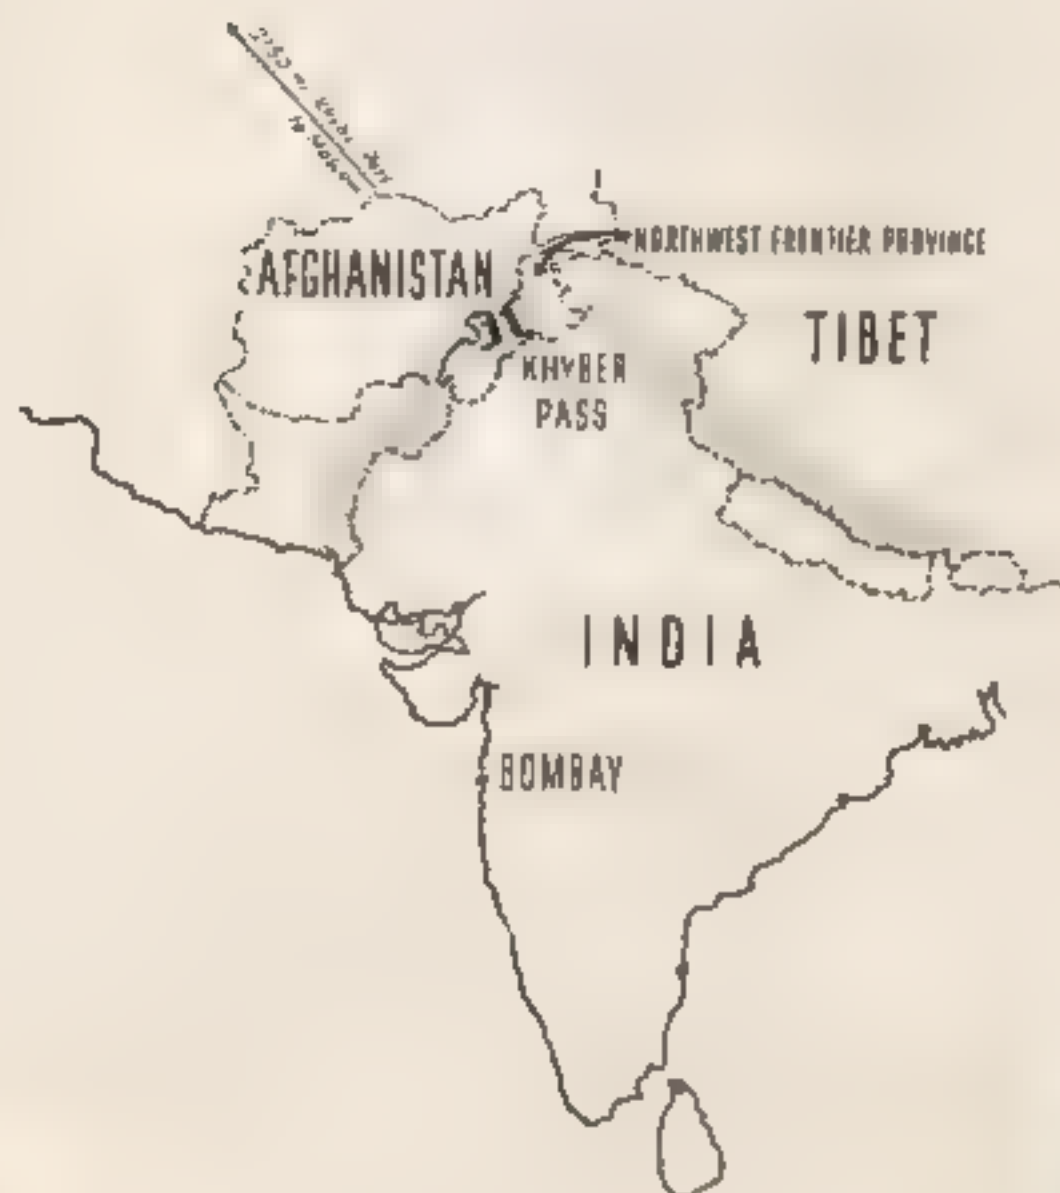 AFGHANISTAN
NORTHWEST FRONTIER PROVINCE
TIBET
KHYBER
PASS
INDIA
BOMBAY